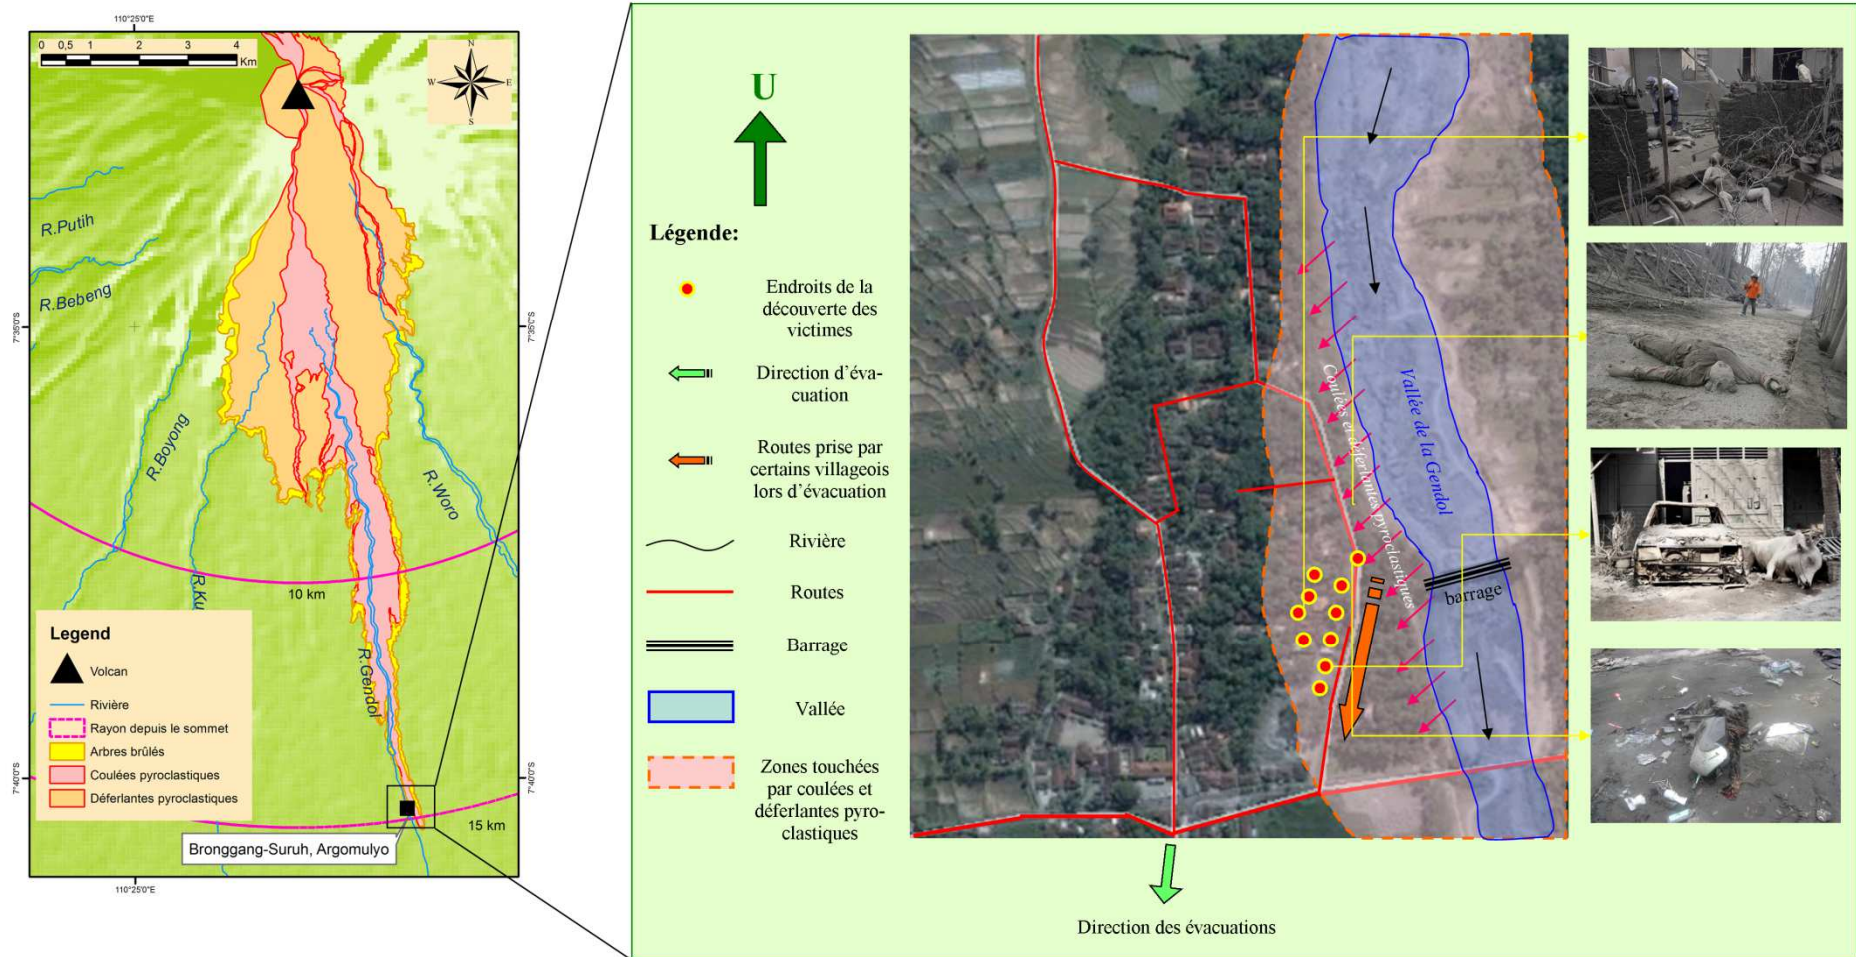 110°25'0"E
0 0,5 1 2 3 4
Km
N
W E
S
R.Putih
R.Bebeng
7°35'0"S
7°35'0"S
R.Boyong
R.Woro
10 km
R.Ku
R.Gendol
Legend
Volcan
Rivière
Rayon depuis le sommet
Arbres brûlés
Coulées pyroclastiques
Déferlantes pyroclastiques
7°40'0"S
7°40'0"S
15 km
Bronggang-Suruh, Argomulyo
110°25'0"E
U
Légende:
Endroits de la
découverte des
victimes
Direction d'éva-
cuation
Routes prise par
certains villageois
lors d'évacuation
Rivière
Routes
Barrage
Vallée
Zones touchées
par coulées et
déferlantes pyro-
clastiques
Coulées et déferlantes pyroclastiques
Vallée de la Gendol
barrage
Direction des évacuations